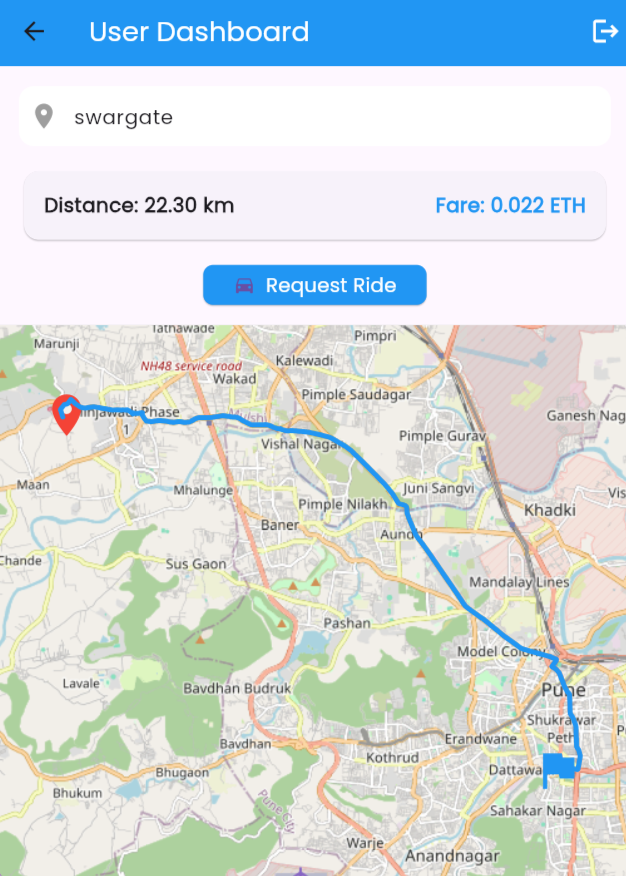 User Dashboard
swargate
Distance: 22.30 km
Fare: 0.022 ETH
Request Ride
Tathawade
Pimpri
Marunji
NH48 service road
Kalewadi
Wakad
Pimple Saudagar
Phase
1
Ganesh Nag
Vishal Nagar
Pimple Gurav
Maan
Mhalunge
Juni Sangvi
Vis
Pimple Nilakh
Khadki
Baner
Aundh
Chande
Sus Gaon
Mandalay Lines
Pashan
Model Colony
Lavale
Bavdhan Budruk
Pune
Shukrawar
Peth
Bavdhan
Erandwane
Kothrud
Dattawa
Bhugaon
Bhukum
Pune City
Sahakar Nagar
Warje
Anandnagar